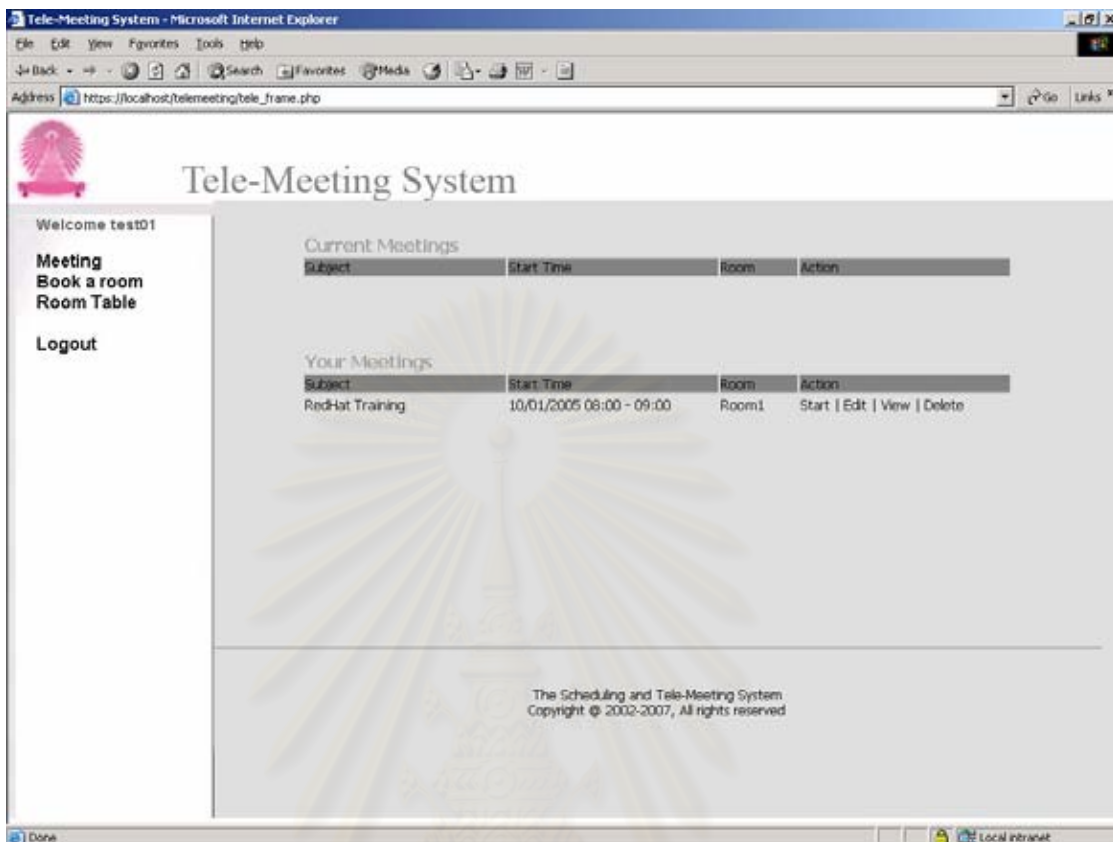 Tele-Meeting System - Microsoft Internet Explorer
File Edit View Favorites Tools Help
Back Search Favorites Media
Address https://localhost/telemeeting/tele_frame.php Go Links
Tele-Meeting System
Welcome test01
Meeting
Book a room
Room Table
Logout
Current Meetings
Subject Start Time Room Action
Your Meetings
Subject Start Time Room Action
RedHat Training 10/01/2005 08:00 - 09:00 Room1 Start | Edit | View | Delete
The Scheduling and Tele-Meeting System
Copyright @ 2002-2007, All rights reserved
Done Local intranet